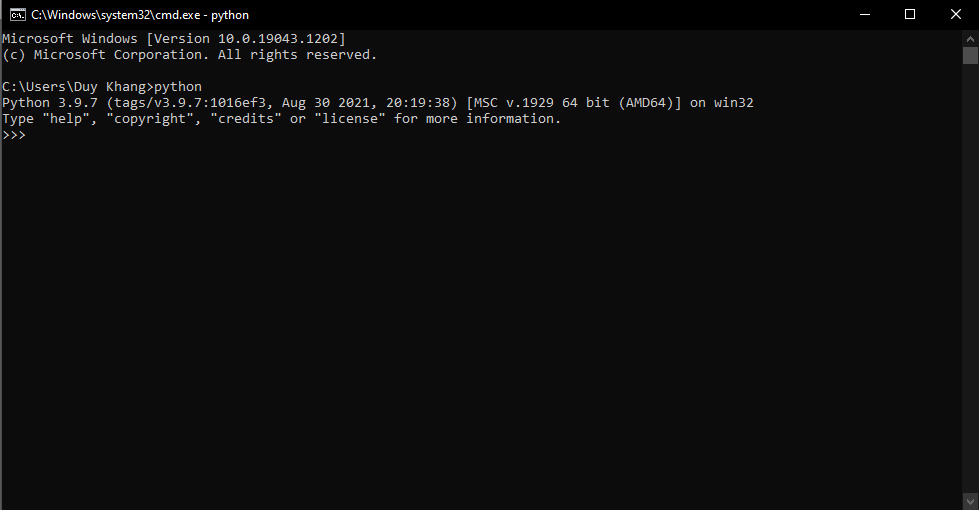 C:\Windows\system32\cmd.exe - python
Microsoft Windows [Version 10.0.19043.1202]
(c) Microsoft Corporation. All rights reserved.
C:\Users\Duy Khang>python
Python 3.9.7 (tags/v3.9.7:1016ef3, Aug 30 2021, 20:19:38) [MSC v.1929 64 bit (AMD64)] on win32
Type "help", "copyright", "credits" or "license" for more information.
>>>